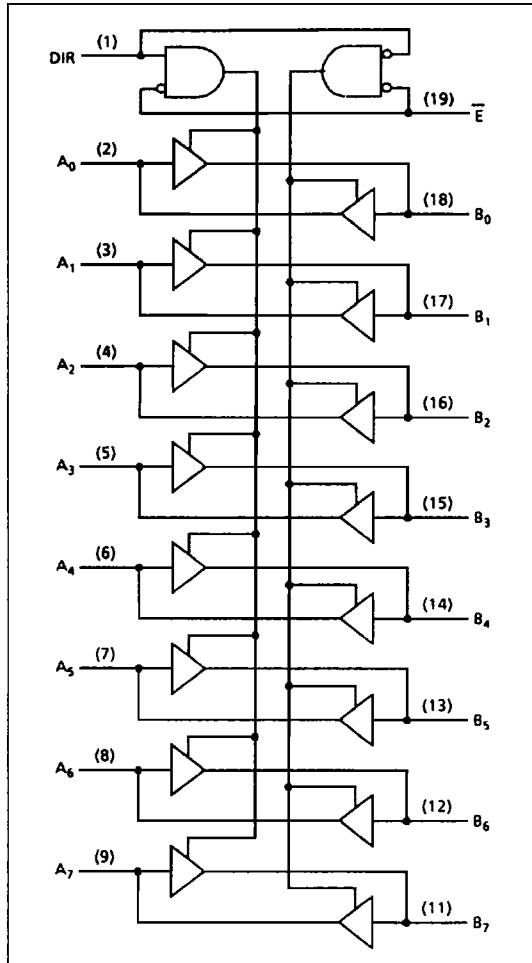 DIR (1)
(19) E̅
A₀ (2)
(18) B₀
A₁ (3)
(17) B₁
A₂ (4)
(16) B₂
A₃ (5)
(15) B₃
A₄ (6)
(14) B₄
A₅ (7)
(13) B₅
A₆ (8)
(12) B₆
A₇ (9)
(11) B₇